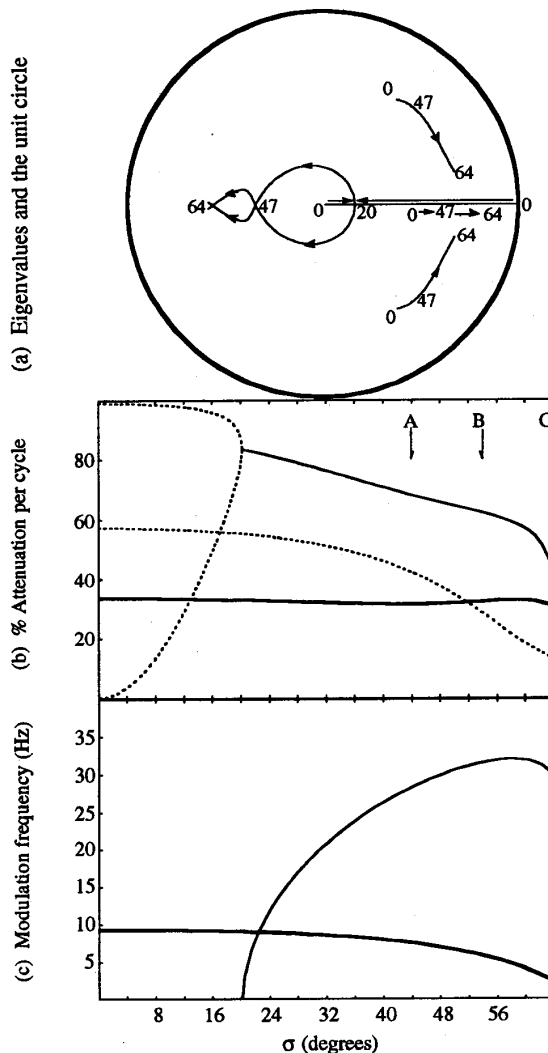 (a) Eigenvalues and the unit circle
0
47
64
64
47
0
20
0→47→64
0
64
47
0
(b) % Attenuation per cycle
80
60
40
20
A
B
C
(c) Modulation frequency (Hz)
35
30
25
20
15
10
5
8 16 24 32 40 48 56
σ (degrees)